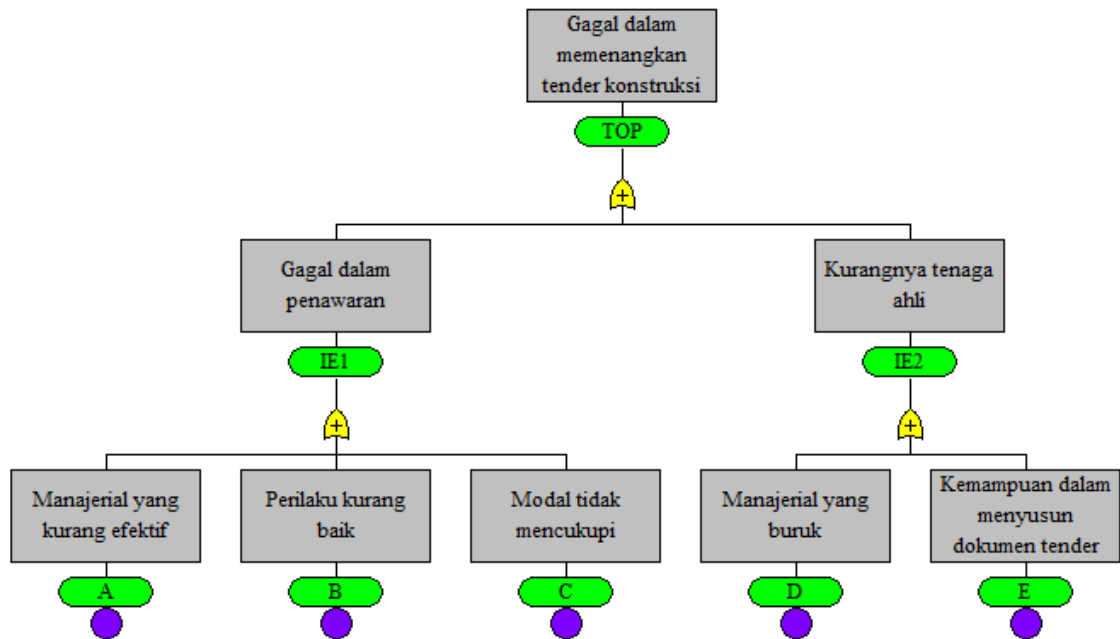 Gagal dalam
memenangkan
tender konstruksi
TOP
+
Gagal dalam
penawaran
IE1
+
Kurangnya tenaga
ahli
IE2
+
Manajerial yang
kurang efektif
A
Perilaku kurang
baik
B
Modal tidak
mencukupi
C
Manajerial yang
buruk
D
Kemampuan dalam
menyusun
dokumen tender
E